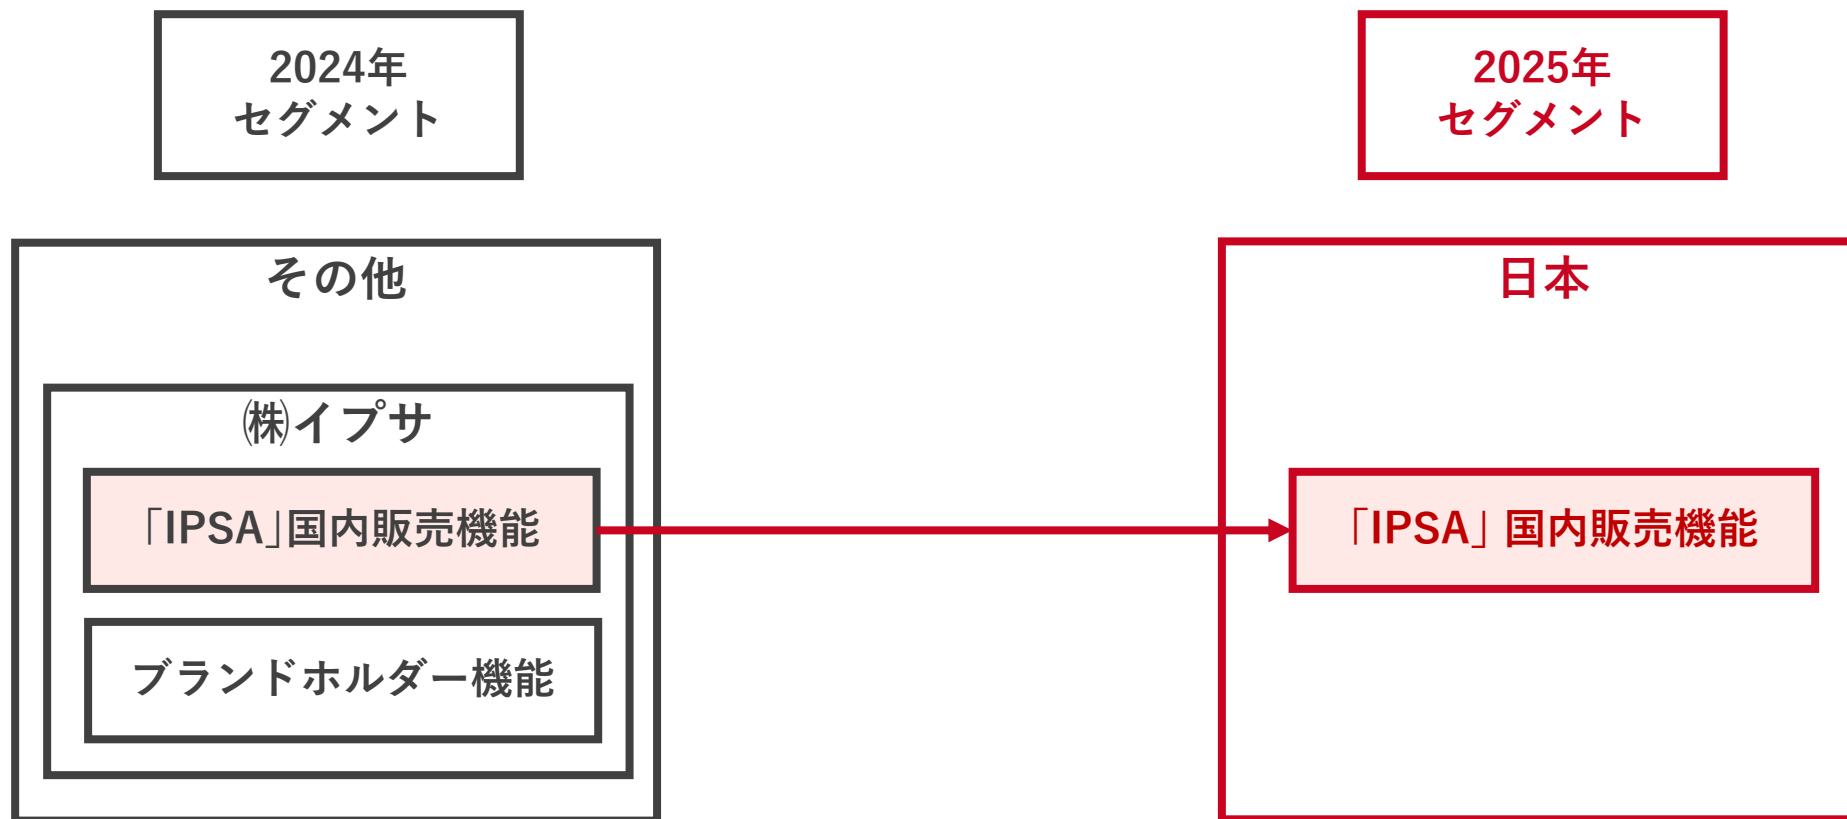 2024年
セグメント
2025年
セグメント
その他
㈱イプサ
「IPSA」国内販売機能
ブランドホルダー機能
日本
「IPSA」国内販売機能